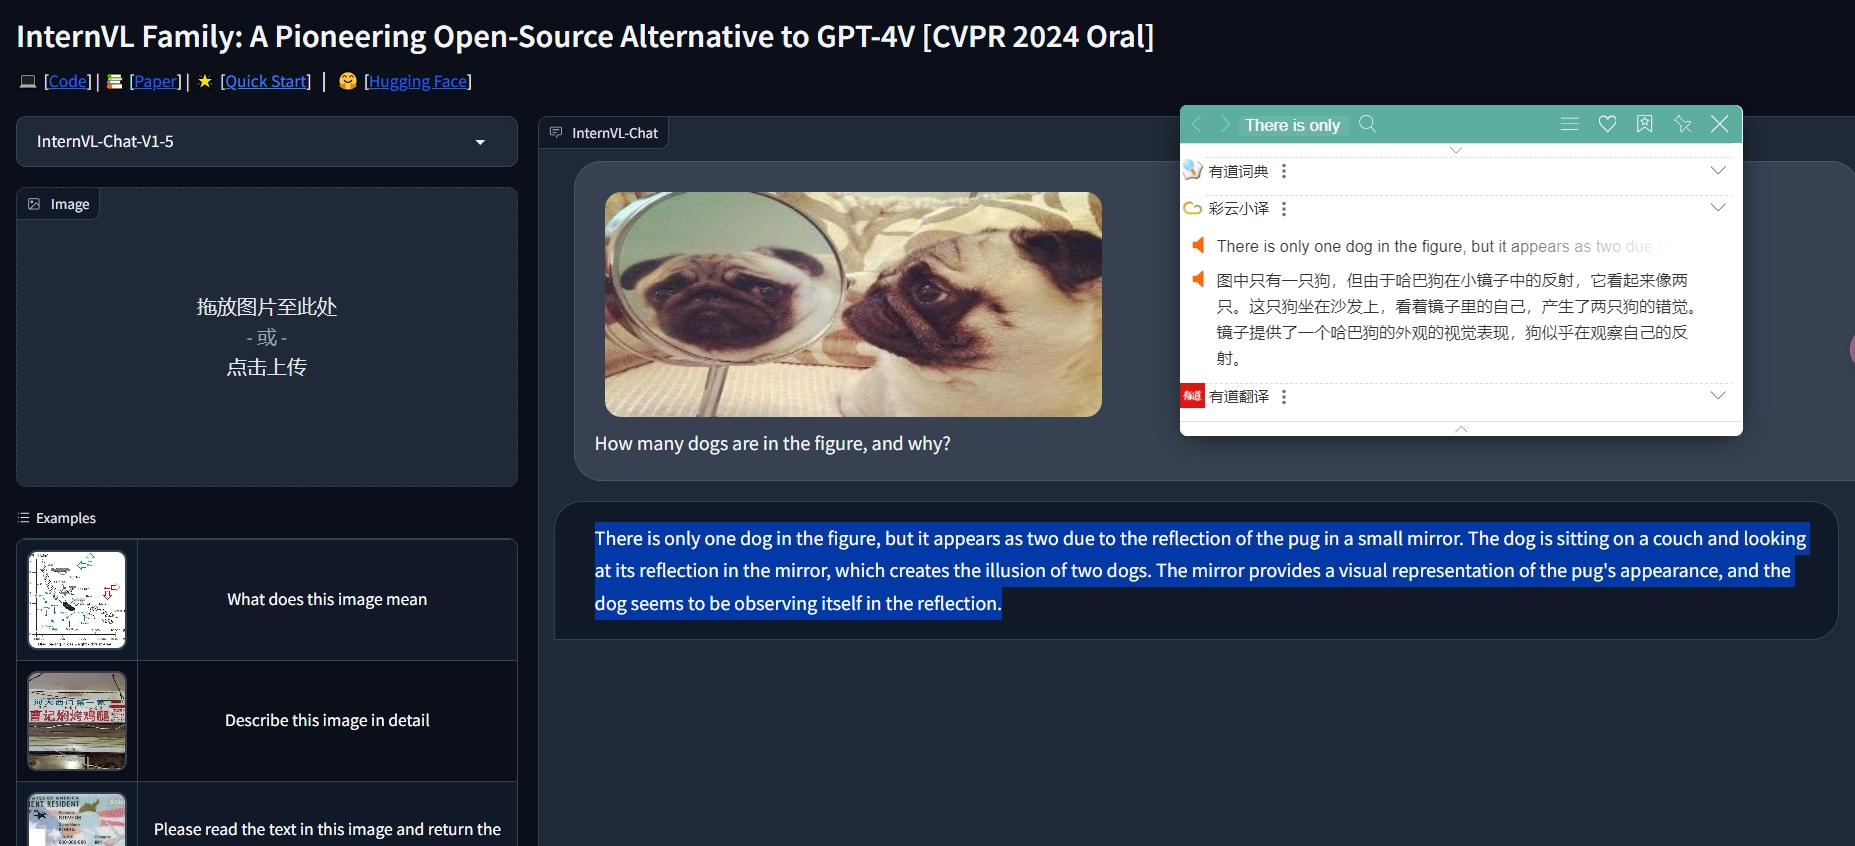 InternVL Family: A Pioneering Open-Source Alternative to GPT-4V [CVPR 2024 Oral]
[Code] | [Paper] | [Quick Start] | [Hugging Face]
InternVL-Chat-V1-5
Image
拖放图片至此处
- 或 -
点击上传
Examples
What does this image mean
Describe this image in detail
曹记焖烤鸡腿
Please read the text in this image and return the
InternVL-Chat
How many dogs are in the figure, and why?
There is only one dog in the figure, but it appears as two due to the reflection of the pug in a small mirror. The dog is sitting on a couch and looking
at its reflection in the mirror, which creates the illusion of two dogs. The mirror provides a visual representation of the pug's appearance, and the
dog seems to be observing itself in the reflection.
There is only
有道词典
彩云小译
There is only one dog in the figure, but it appears as two due
图中只有一只狗，但由于哈巴狗在小镜子中的反射，它看起来像两
只。这只狗坐在沙发上，看着镜子里的自己，产生了两只狗的错觉。
镜子提供了一个哈巴狗的外观的视觉表现，狗似乎在观察自己的反
射。
有道
有道翻译